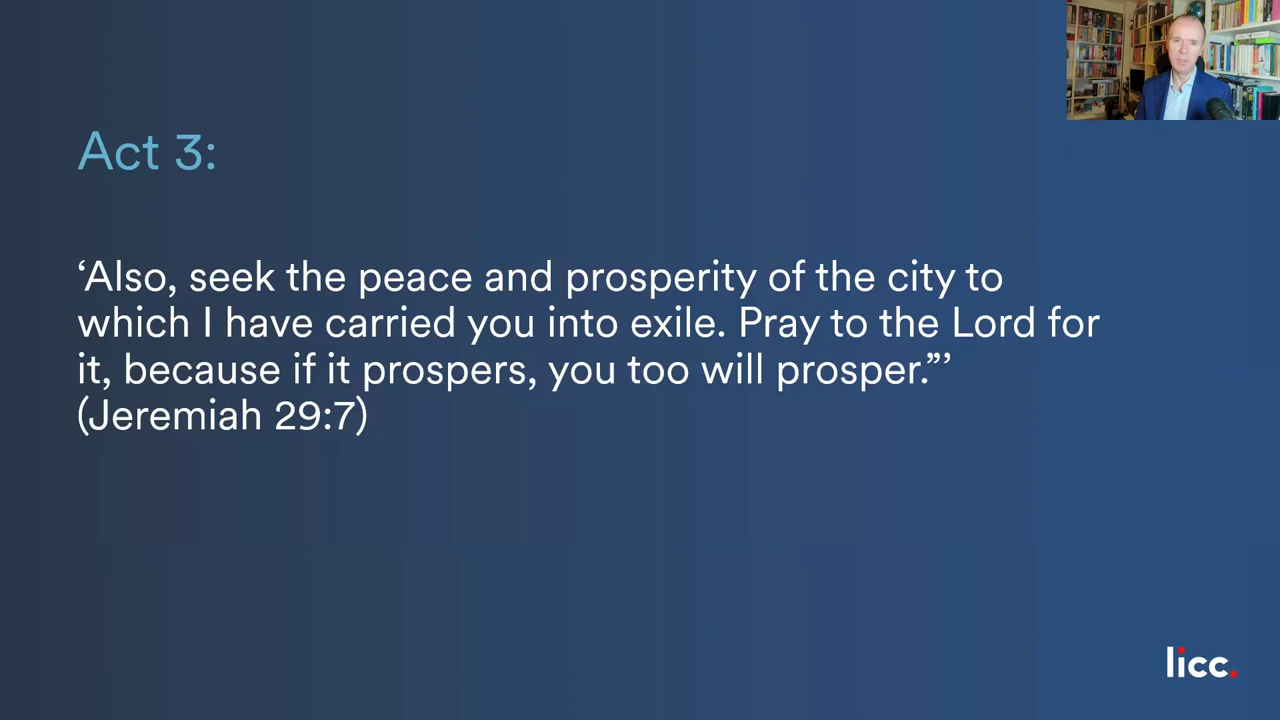 Act 3:
‘Also, seek the peace and prosperity of the city to
which I have carried you into exile. Pray to the Lord for
it, because if it prospers, you too will prosper.”’
(Jeremiah 29:7)
licc.